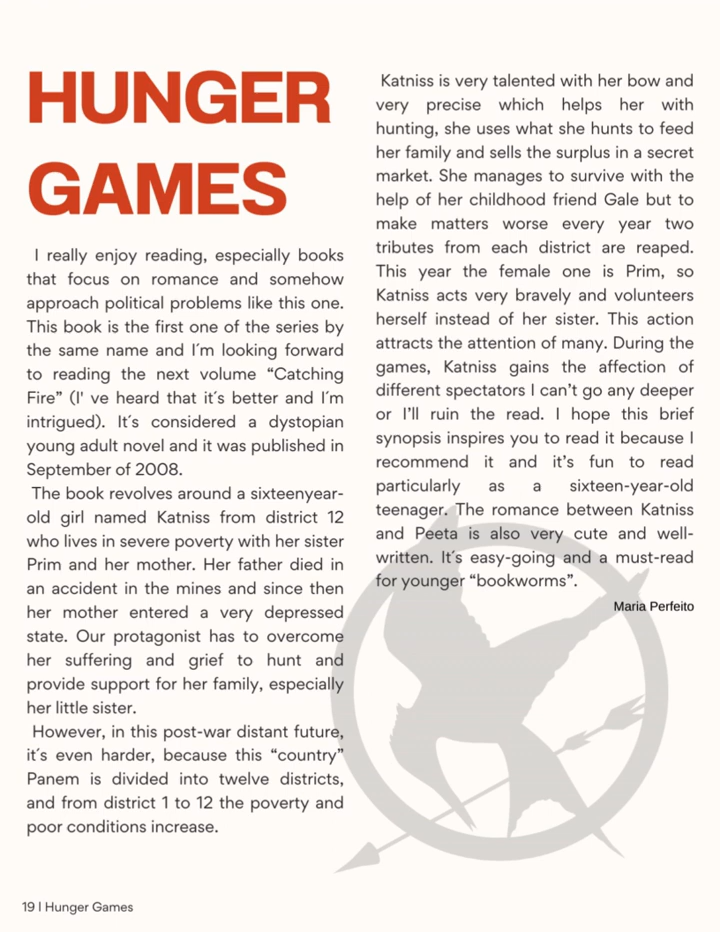 HUNGER
GAMES
I really enjoy reading, especially books
that focus on romance and somehow
approach political problems like this one.
This book is the first one of the series by
the same name and I´m looking forward
to reading the next volume “Catching
Fire” (I' ve heard that it´s better and I´m
intrigued). It´s considered a dystopian
young adult novel and it was published in
September of 2008.
The book revolves around a sixteenyear-
old girl named Katniss from district 12
who lives in severe poverty with her sister
Prim and her mother. Her father died in
an accident in the mines and since then
her mother entered a very depressed
state. Our protagonist has to overcome
her suffering and grief to hunt and
provide support for her family, especially
her little sister.
However, in this post-war distant future,
it´s even harder, because this “country”
Panem is divided into twelve districts,
and from district 1 to 12 the poverty and
poor conditions increase.
Katniss is very talented with her bow and
very precise which helps her with
hunting, she uses what she hunts to feed
her family and sells the surplus in a secret
market. She manages to survive with the
help of her childhood friend Gale but to
make matters worse every year two
tributes from each district are reaped.
This year the female one is Prim, so
Katniss acts very bravely and volunteers
herself instead of her sister. This action
attracts the attention of many. During the
games, Katniss gains the affection of
different spectators I can’t go any deeper
or I’ll ruin the read. I hope this brief
synopsis inspires you to read it because I
recommend it and it’s fun to read
particularly as a sixteen-year-old
teenager. The romance between Katniss
and Peeta is also very cute and well-
written. It´s easy-going and a must-read
for younger “bookworms”.
Maria Perfeito
19 I Hunger Games